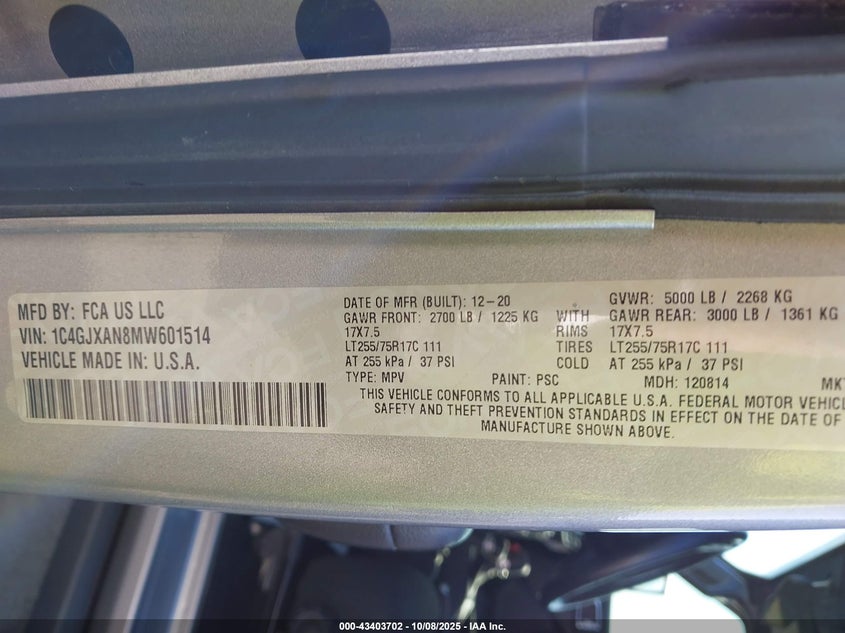 MFD BY: FCA US LLC
VIN: 1C4GJXAN8MW601514
VEHICLE MADE IN: U.S.A.
DATE OF MFR (BUILT): 12-20
GVWR: 5000 LB / 2268 KG
GAWR FRONT: 2700 LB / 1225 KG WITH GAWR REAR: 3000 LB / 1361 KG
17X7.5 RIMS 17X7.5
LT255/75R17C 111 TIRES LT255/75R17C 111
AT 255 kPa / 37 PSI COLD AT 255 kPa / 37 PSI
TYPE: MPV PAINT: PSC MDH: 120814 MK
THIS VEHICLE CONFORMS TO ALL APPLICABLE U.S.A. FEDERAL MOTOR VEHICL
SAFETY AND THEFT PREVENTION STANDARDS IN EFFECT ON THE DATE OF
MANUFACTURE SHOWN ABOVE.
000-43403702 - 10/08/2025 - IAA Inc.